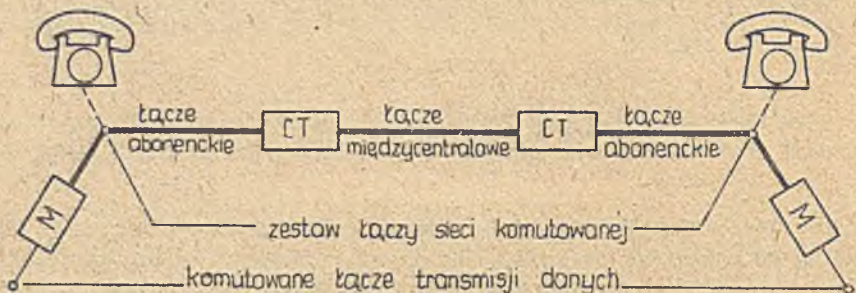 łącze abonenckie
CT
łącze międzycentralowe
CT
łącze abonenckie
M
M
zestaw łączy sieci komutowanej
komutowane łącze transmisji danych